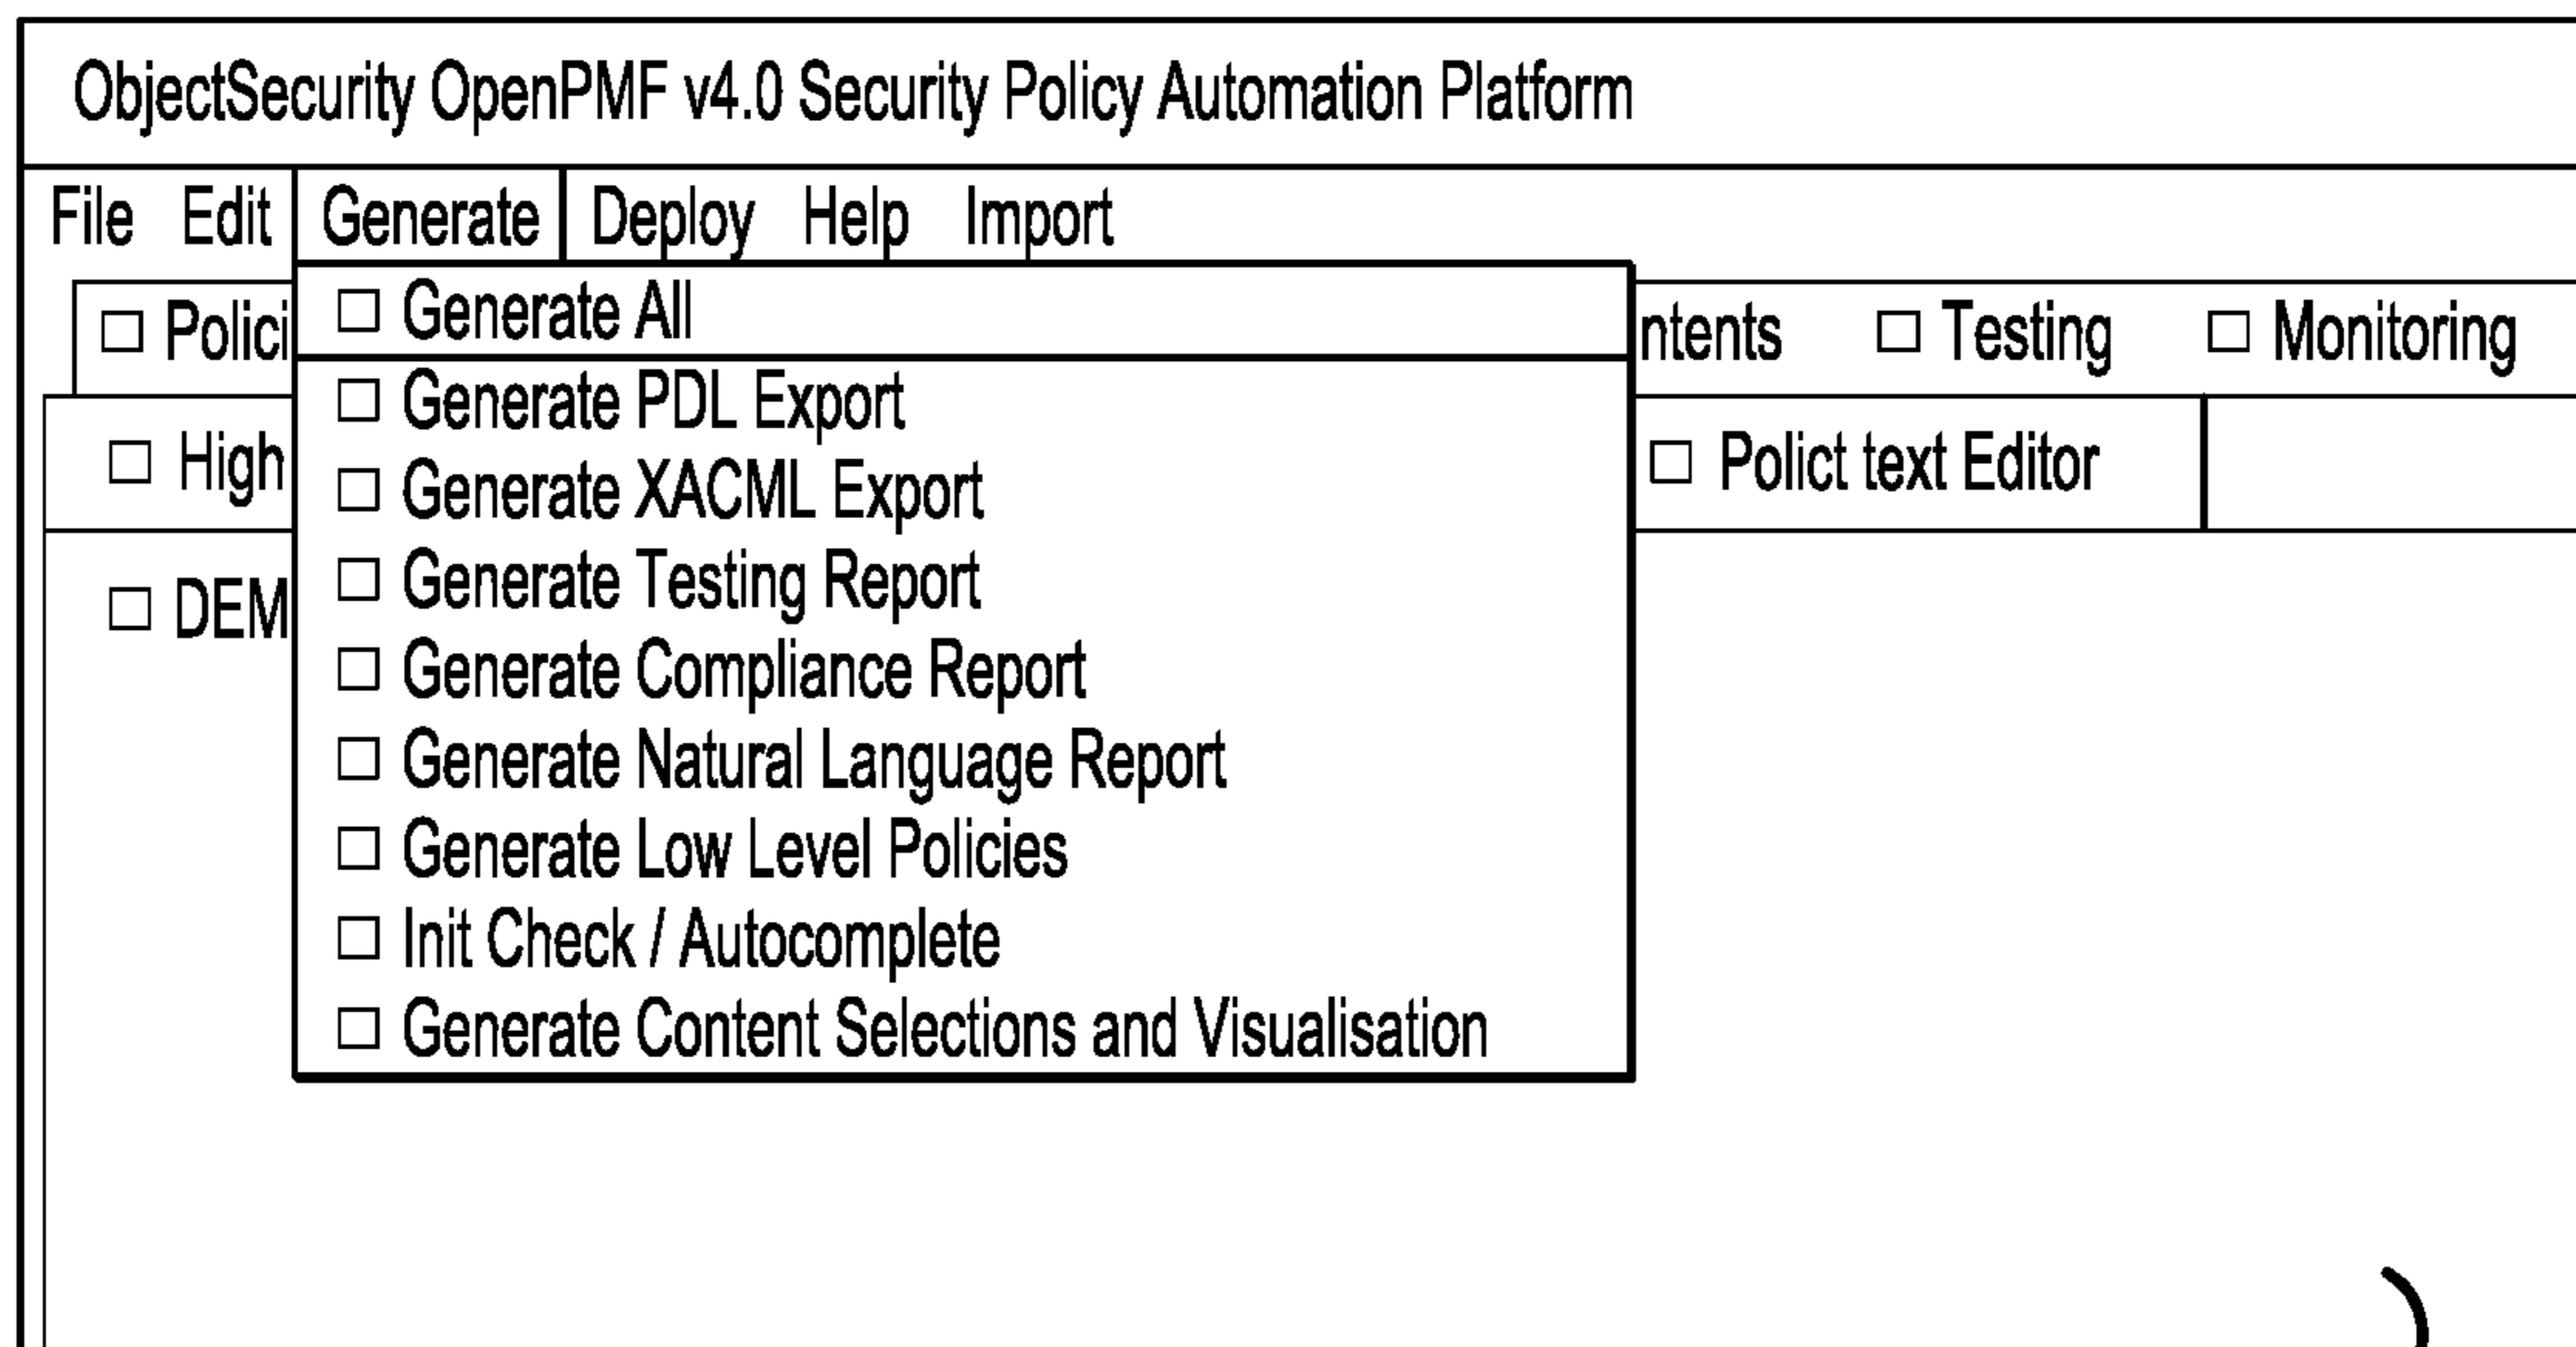 ObjectSecurity OpenPMF v4.0 Security Policy Automation Platform
File Edit Generate Deploy Help Import
Generate All
Polici
ntents Testing Monitoring
Generate PDL Export
High
Generate XACML Export
Polict text Editor
Generate Testing Report
DEM
Generate Compliance Report
Generate Natural Language Report
Generate Low Level Policies
Init Check / Autocomplete
Generate Content Selections and Visualisation